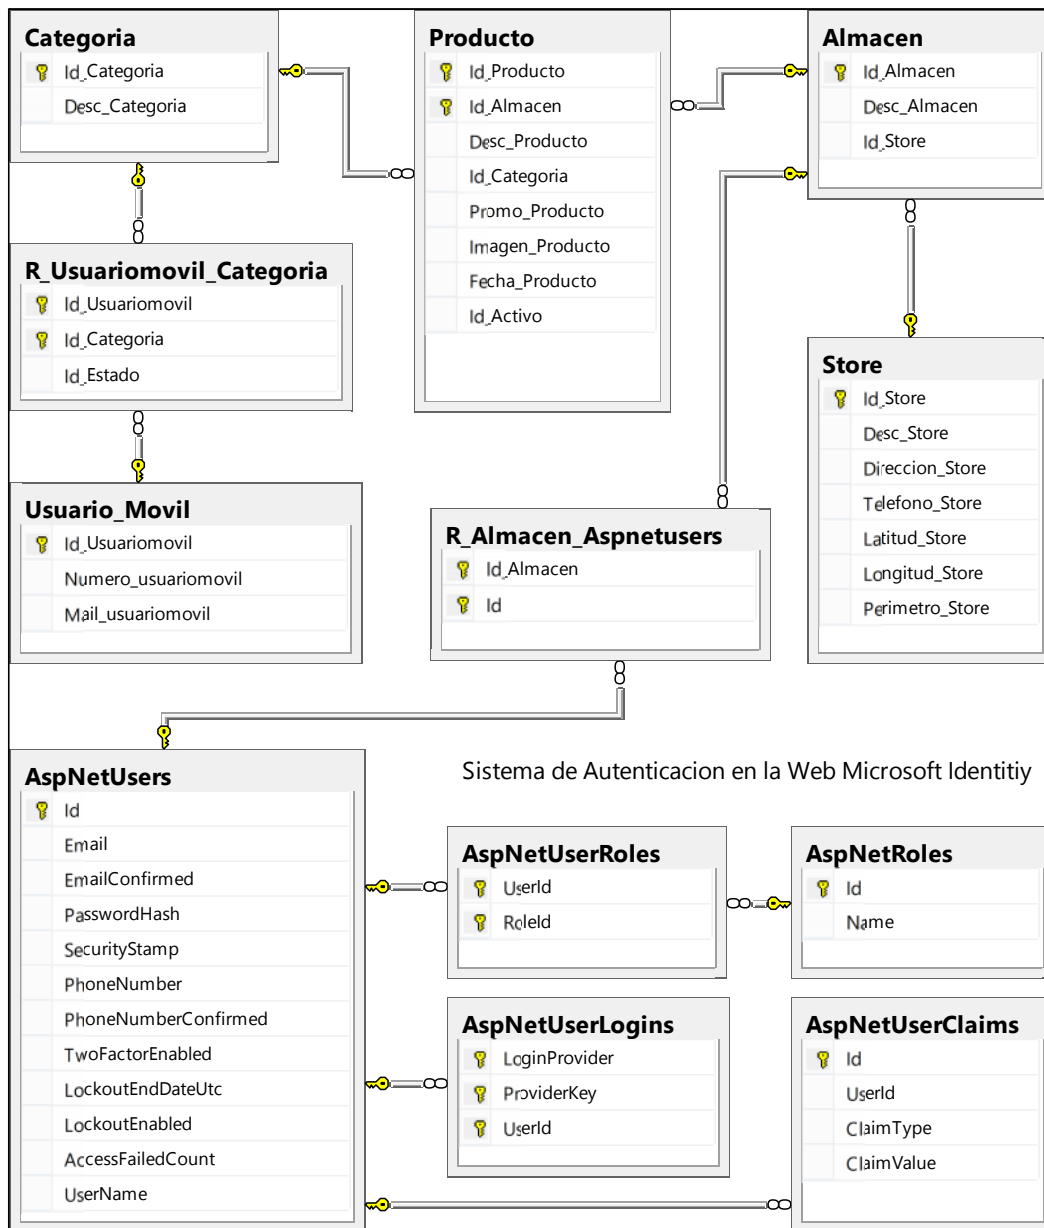 Categoria
Id_Categoria
Desc_Categoria
Producto
Id_Producto
Id_Almacen
Desc_Producto
Id_Categoria
Promo_Producto
Imagen_Producto
Fecha_Producto
Id_Activo
Almacen
Id_Almacen
Desc_Almacen
Id_Store
R_Usuariomovil_Categoria
Id_Usuariomovil
Id_Categoria
Id_Estado
Store
Id_Store
Desc_Store
Direccion_Store
Telefono_Store
Latitud_Store
Longitud_Store
Perimetro_Store
Usuario_Movil
Id_Usuariomovil
Numero_usuariomovil
Mail_usuariomovil
R_Almacen_Aspnetusers
Id_Almacen
Id
AspNetUsers
Id
Email
EmailConfirmed
PasswordHash
SecurityStamp
PhoneNumber
PhoneNumberConfirmed
TwoFactorEnabled
LockoutEndDateUtc
LockoutEnabled
AccessFailedCount
UserName
Sistema de Autenticacion en la Web Microsoft Identitiy
AspNetUserRoles
UserId
RoleId
AspNetRoles
Id
Name
AspNetUserLogins
LoginProvider
ProviderKey
UserId
AspNetUserClaims
Id
UserId
ClaimType
ClaimValue